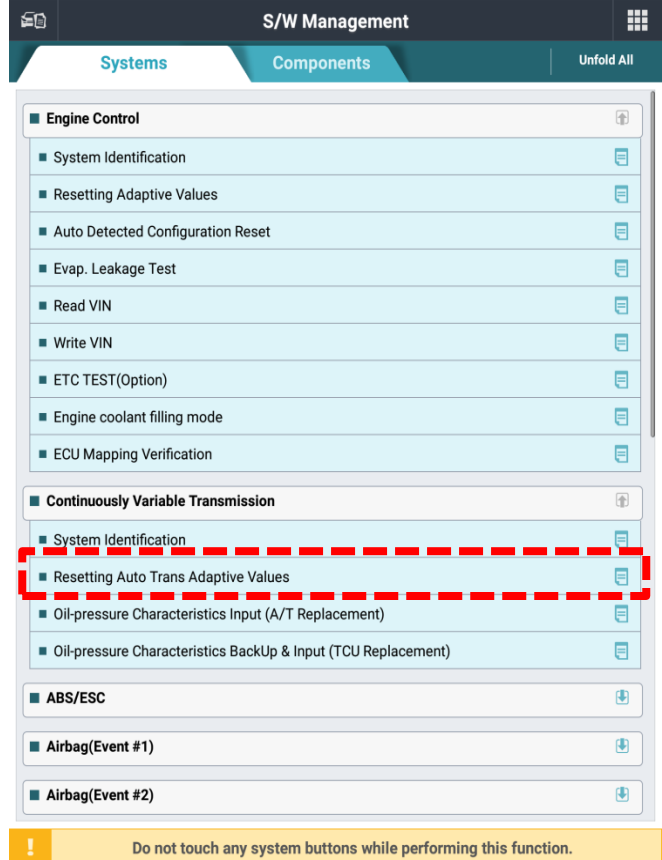 S/W Management
Systems
Components
Unfold All
Engine Control
System Identification
Resetting Adaptive Values
Auto Detected Configuration Reset
Evap. Leakage Test
Read VIN
Write VIN
ETC TEST(Option)
Engine coolant filling mode
ECU Mapping Verification
Continuously Variable Transmission
System Identification
Resetting Auto Trans Adaptive Values
Oil-pressure Characteristics Input (A/T Replacement)
Oil-pressure Characteristics BackUp & Input (TCU Replacement)
ABS/ESC
Airbag(Event #1)
Airbag(Event #2)
! Do not touch any system buttons while performing this function.